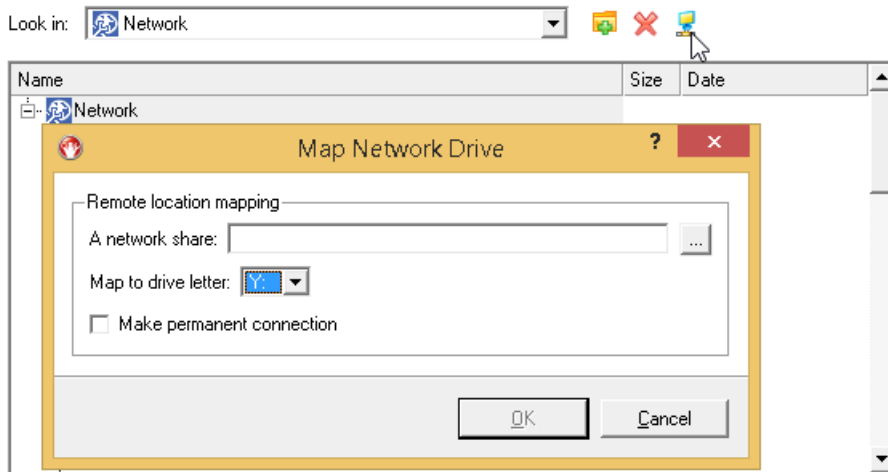 Look in: Network
Name Size Date
Network
Map Network Drive ? ×
Remote location mapping
A network share: ...
Map to drive letter: Y:
Make permanent connection
OK Cancel